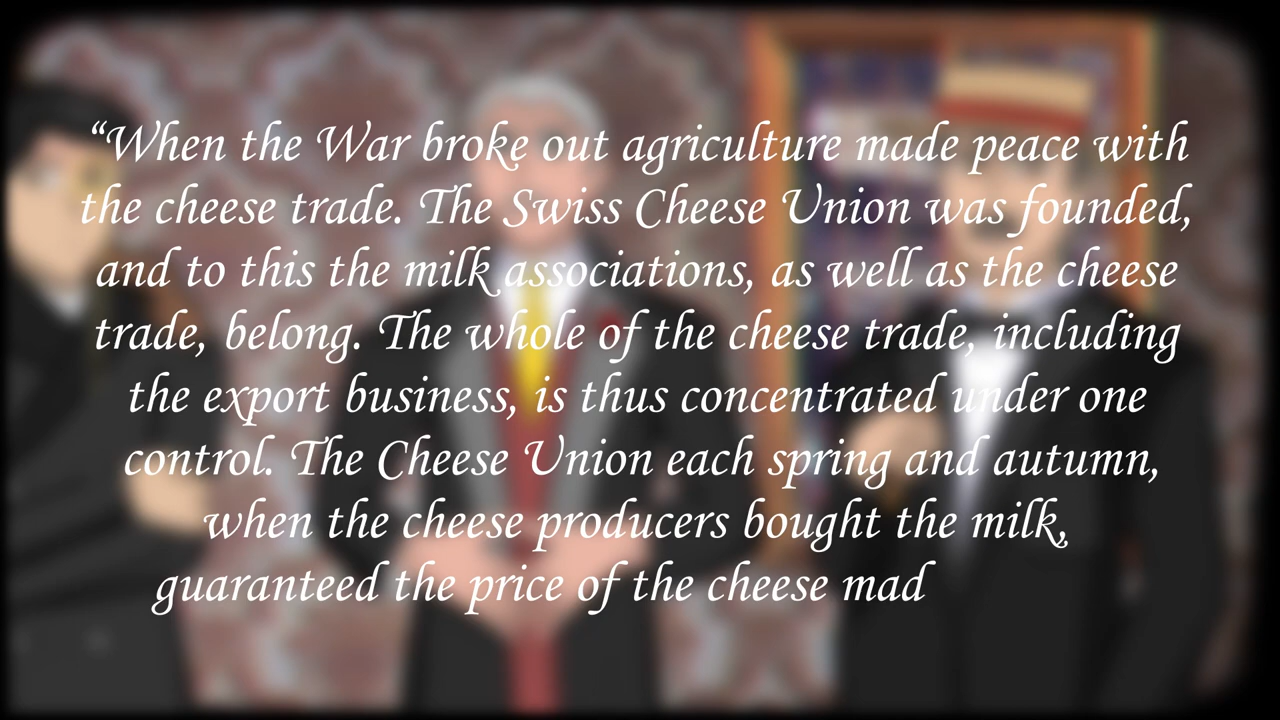 “When the War broke out agriculture made peace with
the cheese trade. The Swiss Cheese Union was founded,
and to this the milk associations, as well as the cheese
trade, belong. The whole of the cheese trade, including
the export business, is thus concentrated under one
control. The Cheese Union each spring and autumn,
when the cheese producers bought the milk,
guaranteed the price of the cheese mad